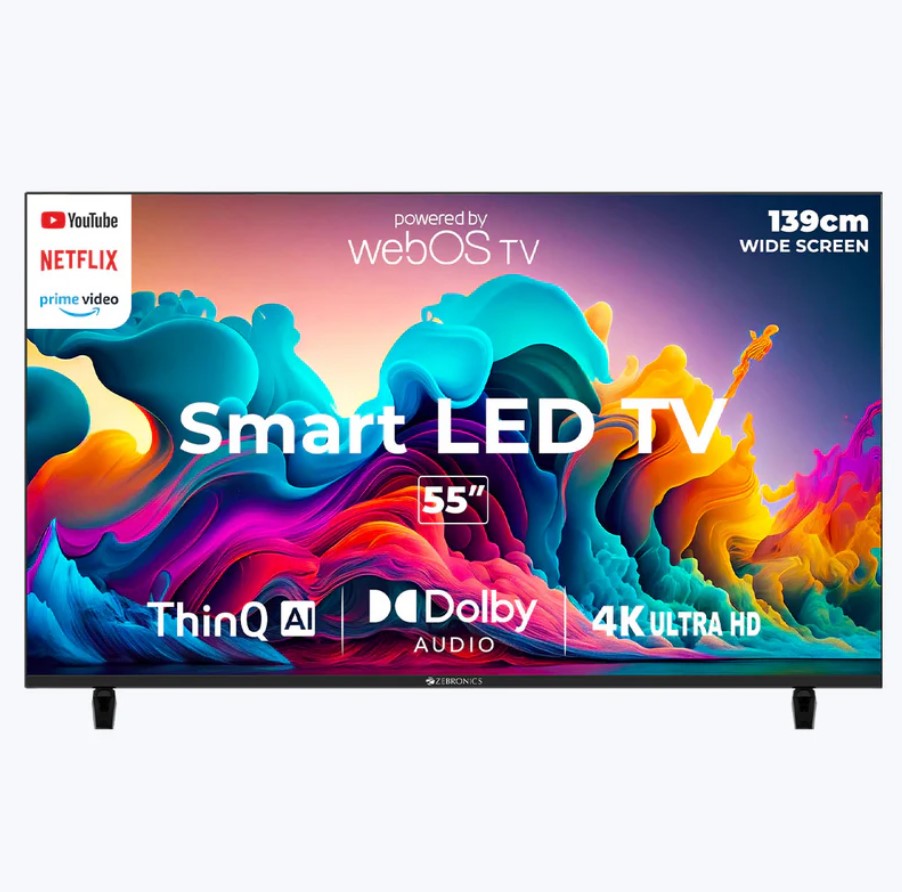 YouTube
NETFLIX
prime video
powered by
webOS TV
139cm
WIDE SCREEN
Smart LED TV
55"
ThinQ AI
Dolby
AUDIO
4K ULTRA HD
ZEBRONICS